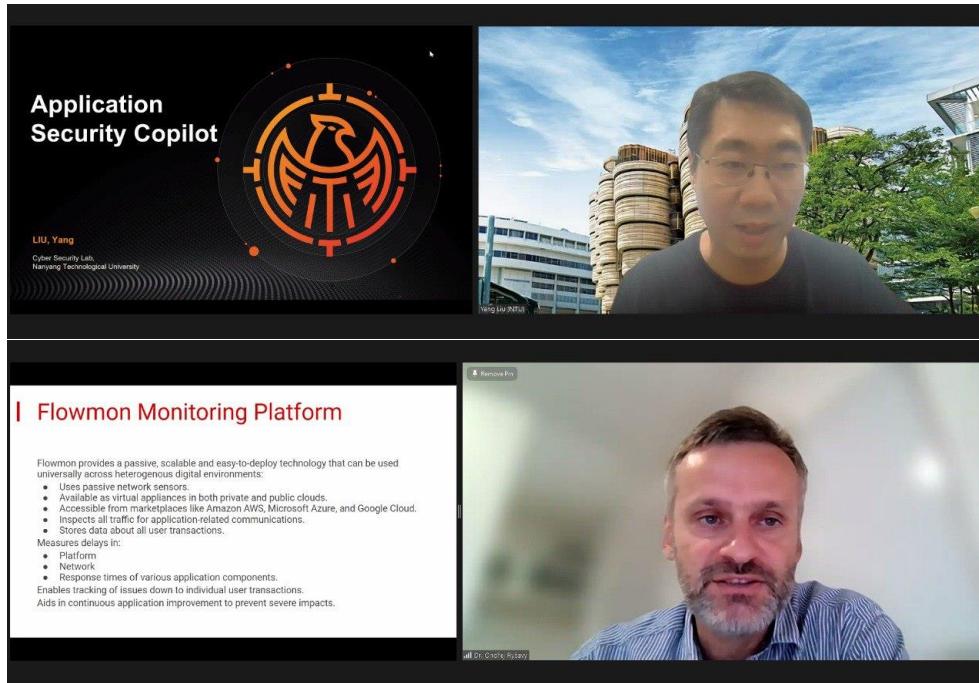 Application
Security Copilot
LIU, Yang
Cyber Security Lab,
Nanyang Technological University
Yang Liu (NTU)
Remove Pin
Flowmon Monitoring Platform
Flowmon provides a passive, scalable and easy-to-deploy technology that can be used
universally across heterogenous digital environments:
● Uses passive network sensors.
● Available as virtual appliances in both private and public clouds.
● Accessible from marketplaces like Amazon AWS, Microsoft Azure, and Google Cloud.
● Inspects all traffic for application-related communications.
● Stores data about all user transactions.
Measures delays in:
● Platform
● Network
● Response times of various application components.
Enables tracking of issues down to individual user transactions.
Aids in continuous application improvement to prevent severe impacts.
Dr. Ondrej Rysavy